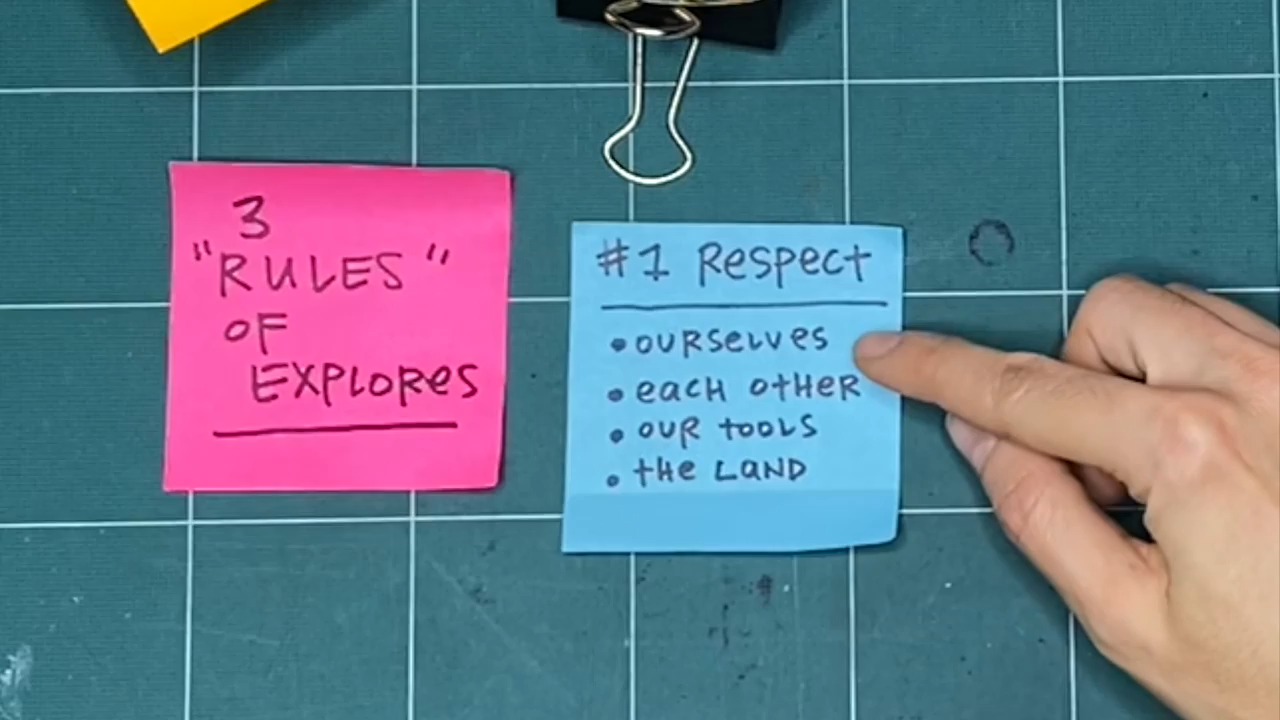 3
"RULES"
OF
EXPLORES
#1 Respect
• OURSELVES
• EACH OTHER
• OUR TOOLS
• THE LAND